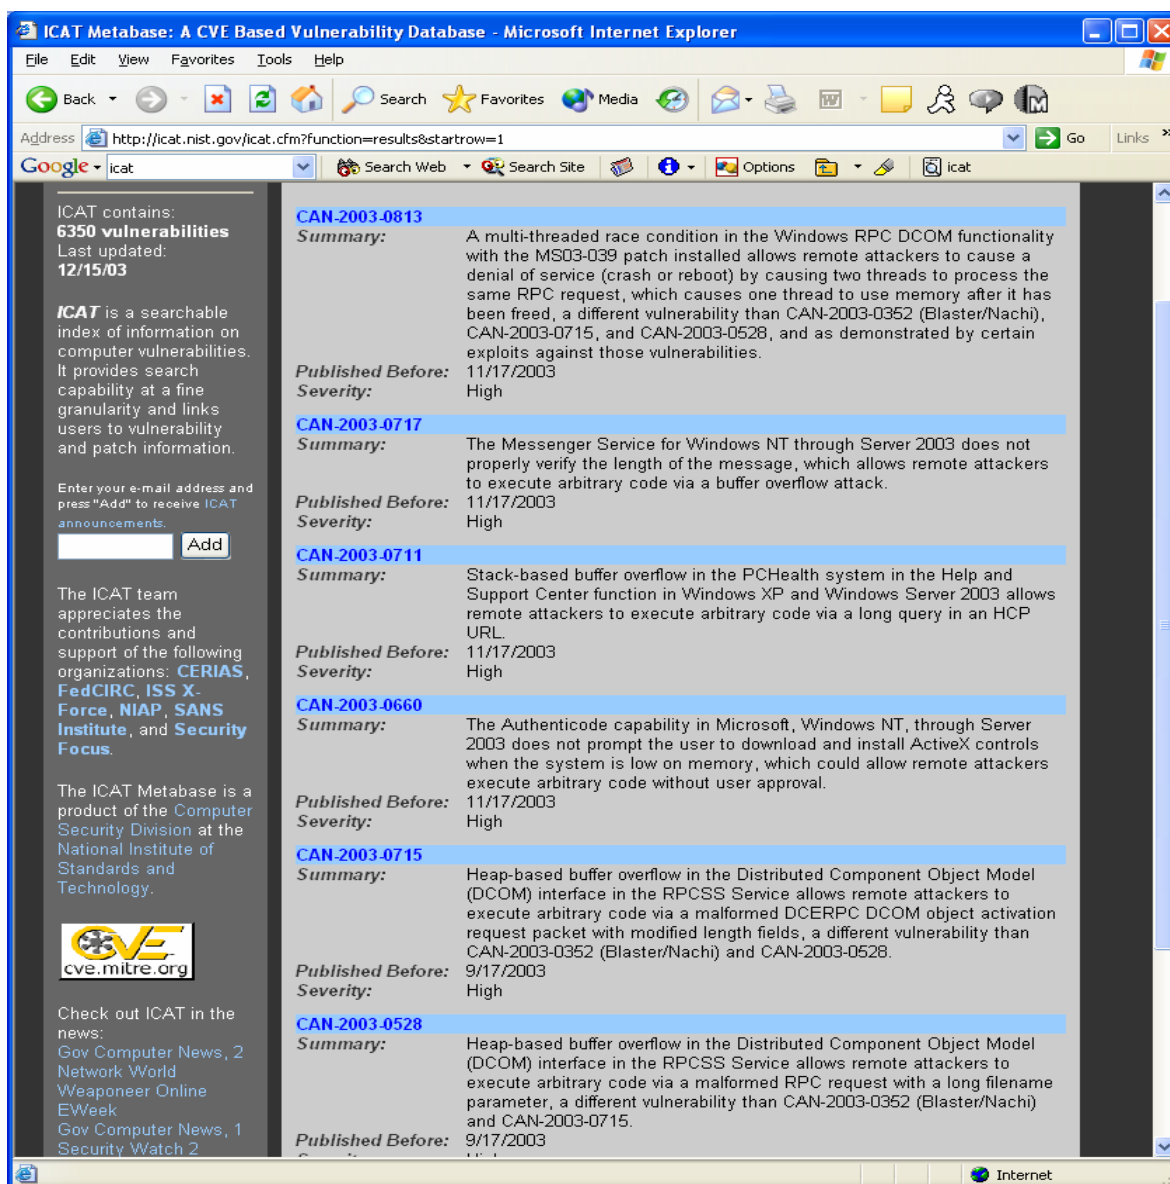 ICAT Metabase: A CVE Based Vulnerability Database - Microsoft Internet Explorer
File Edit View Favorites Tools Help
Back Search Favorites Media
Address http://icat.nist.gov/icat.cfm?function=results&startrow=1 Go Links »
Google icat Search Web Search Site Options icat
ICAT contains:
6350 vulnerabilities
Last updated:
12/15/03
ICAT is a searchable
index of information on
computer vulnerabilities.
It provides search
capability at a fine
granularity and links
users to vulnerability
and patch information.
Enter your e-mail address and
press "Add" to receive ICAT
announcements.
Add
The ICAT team
appreciates the
contributions and
support of the following
organizations: CERIAS,
FedCIRC, ISS X-
Force, NIAP, SANS
Institute, and Security
Focus.
The ICAT Metabase is a
product of the Computer
Security Division at the
National Institute of
Standards and
Technology.
CVE
cve.mitre.org
Check out ICAT in the
news:
Gov Computer News, 2
Network World
Weaponeer Online
EWeek
Gov Computer News, 1
Security Watch 2
CAN-2003-0813
Summary: A multi-threaded race condition in the Windows RPC DCOM functionality
with the MS03-039 patch installed allows remote attackers to cause a
denial of service (crash or reboot) by causing two threads to process the
same RPC request, which causes one thread to use memory after it has
been freed, a different vulnerability than CAN-2003-0352 (Blaster/Nachi),
CAN-2003-0715, and CAN-2003-0528, and as demonstrated by certain
exploits against those vulnerabilities.
Published Before: 11/17/2003
Severity: High
CAN-2003-0717
Summary: The Messenger Service for Windows NT through Server 2003 does not
properly verify the length of the message, which allows remote attackers
to execute arbitrary code via a buffer overflow attack.
Published Before: 11/17/2003
Severity: High
CAN-2003-0711
Summary: Stack-based buffer overflow in the PCHealth system in the Help and
Support Center function in Windows XP and Windows Server 2003 allows
remote attackers to execute arbitrary code via a long query in an HCP
URL.
Published Before: 11/17/2003
Severity: High
CAN-2003-0660
Summary: The Authenticode capability in Microsoft, Windows NT, through Server
2003 does not prompt the user to download and install ActiveX controls
when the system is low on memory, which could allow remote attackers
execute arbitrary code without user approval.
Published Before: 11/17/2003
Severity: High
CAN-2003-0715
Summary: Heap-based buffer overflow in the Distributed Component Object Model
(DCOM) interface in the RPCSS Service allows remote attackers to
execute arbitrary code via a malformed DCERPC DCOM object activation
request packet with modified length fields, a different vulnerability than
CAN-2003-0352 (Blaster/Nachi) and CAN-2003-0528.
Published Before: 9/17/2003
Severity: High
CAN-2003-0528
Summary: Heap-based buffer overflow in the Distributed Component Object Model
(DCOM) interface in the RPCSS Service allows remote attackers to
execute arbitrary code via a malformed RPC request with a long filename
parameter, a different vulnerability than CAN-2003-0352 (Blaster/Nachi)
and CAN-2003-0715.
Published Before: 9/17/2003
Internet